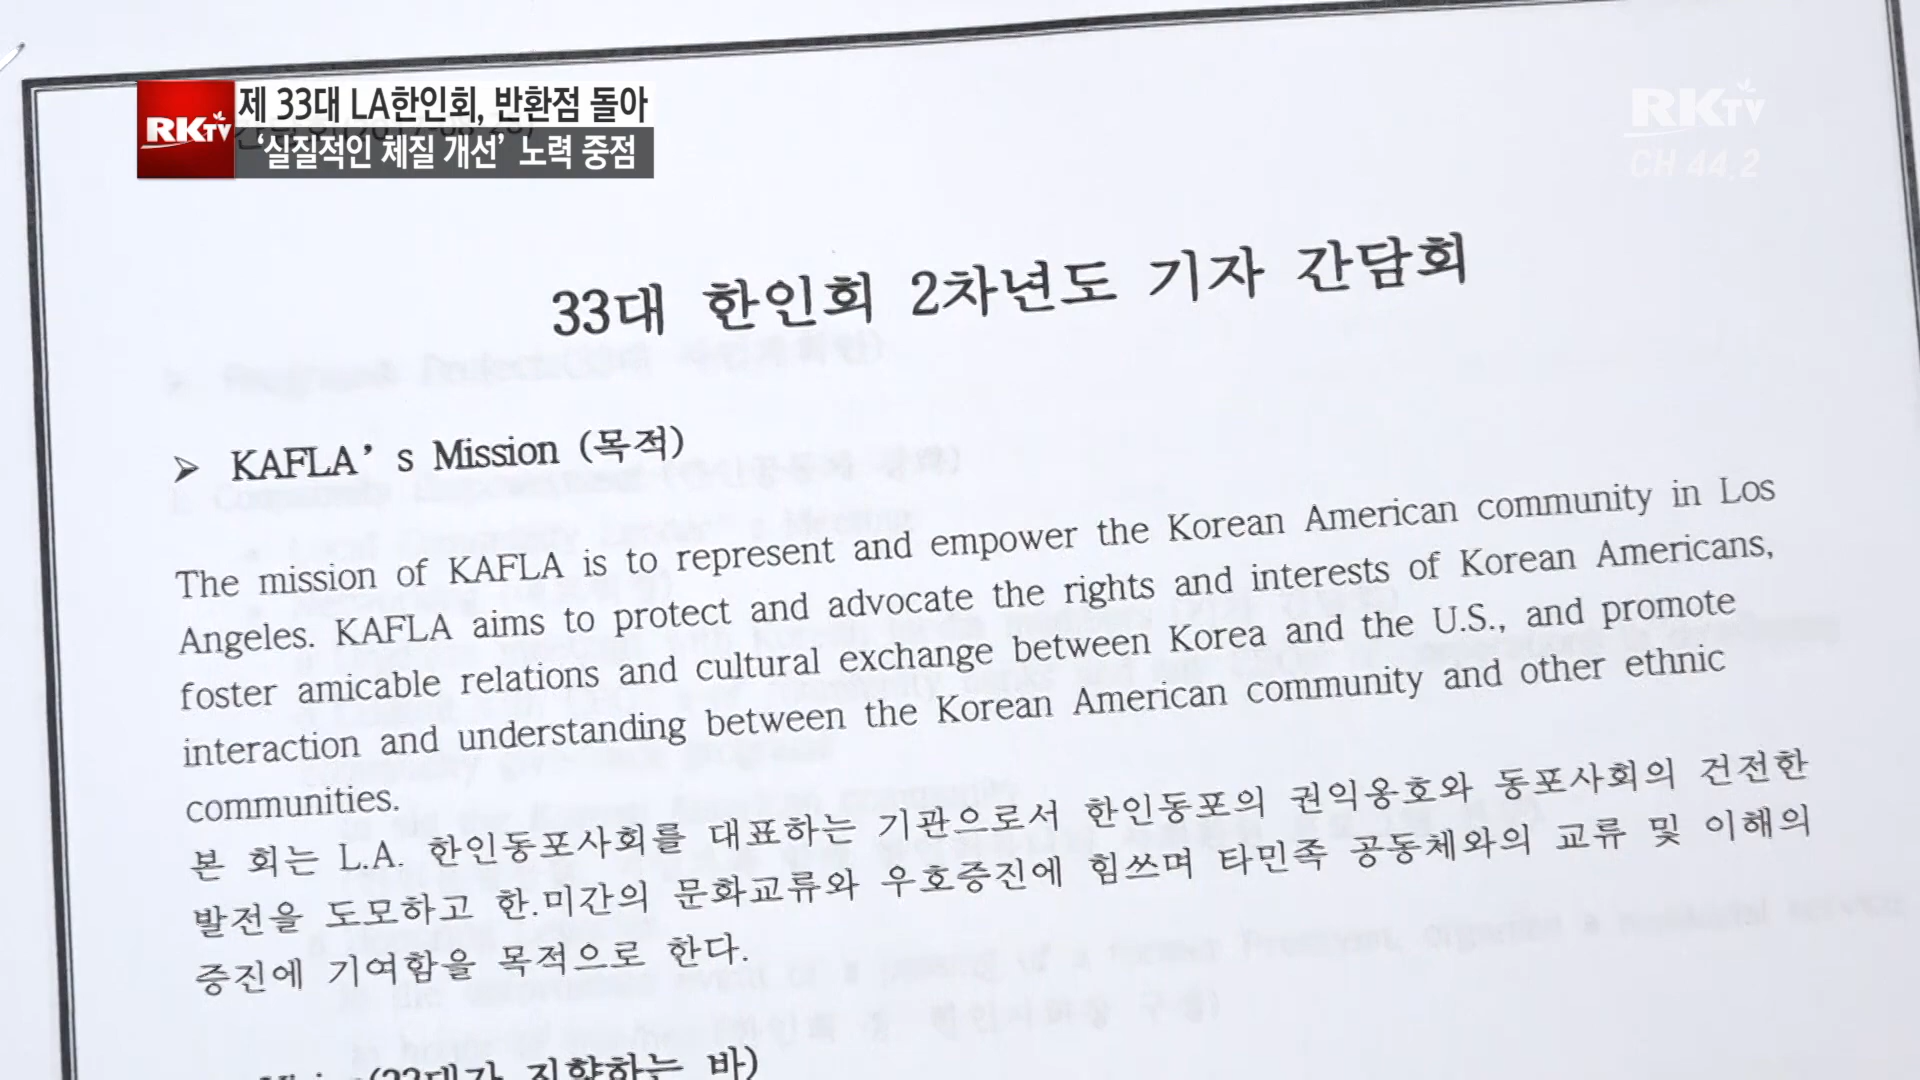 RKTV
제 33대 LA한인회, 반환점 돌아
'실질적인 체질 개선' 노력 중점
RKTV
CH 44.2
33대 한인회 2차년도 기자 간담회
➢ KAFLA's Mission (목적)
The mission of KAFLA is to represent and empower the Korean American community in Los
Angeles. KAFLA aims to protect and advocate the rights and interests of Korean Americans,
foster amicable relations and cultural exchange between Korea and the U.S., and promote
interaction and understanding between the Korean American community and other ethnic
communities.
본 회는 L.A. 한인동포사회를 대표하는 기관으로서 한인동포의 권익옹호와 동포사회의 건전한
발전을 도모하고 한.미간의 문화교류와 우호증진에 힘쓰며 타민족 공동체와의 교류 및 이해의
증진에 기여함을 목적으로 한다.
(33대가 지향하는 바)